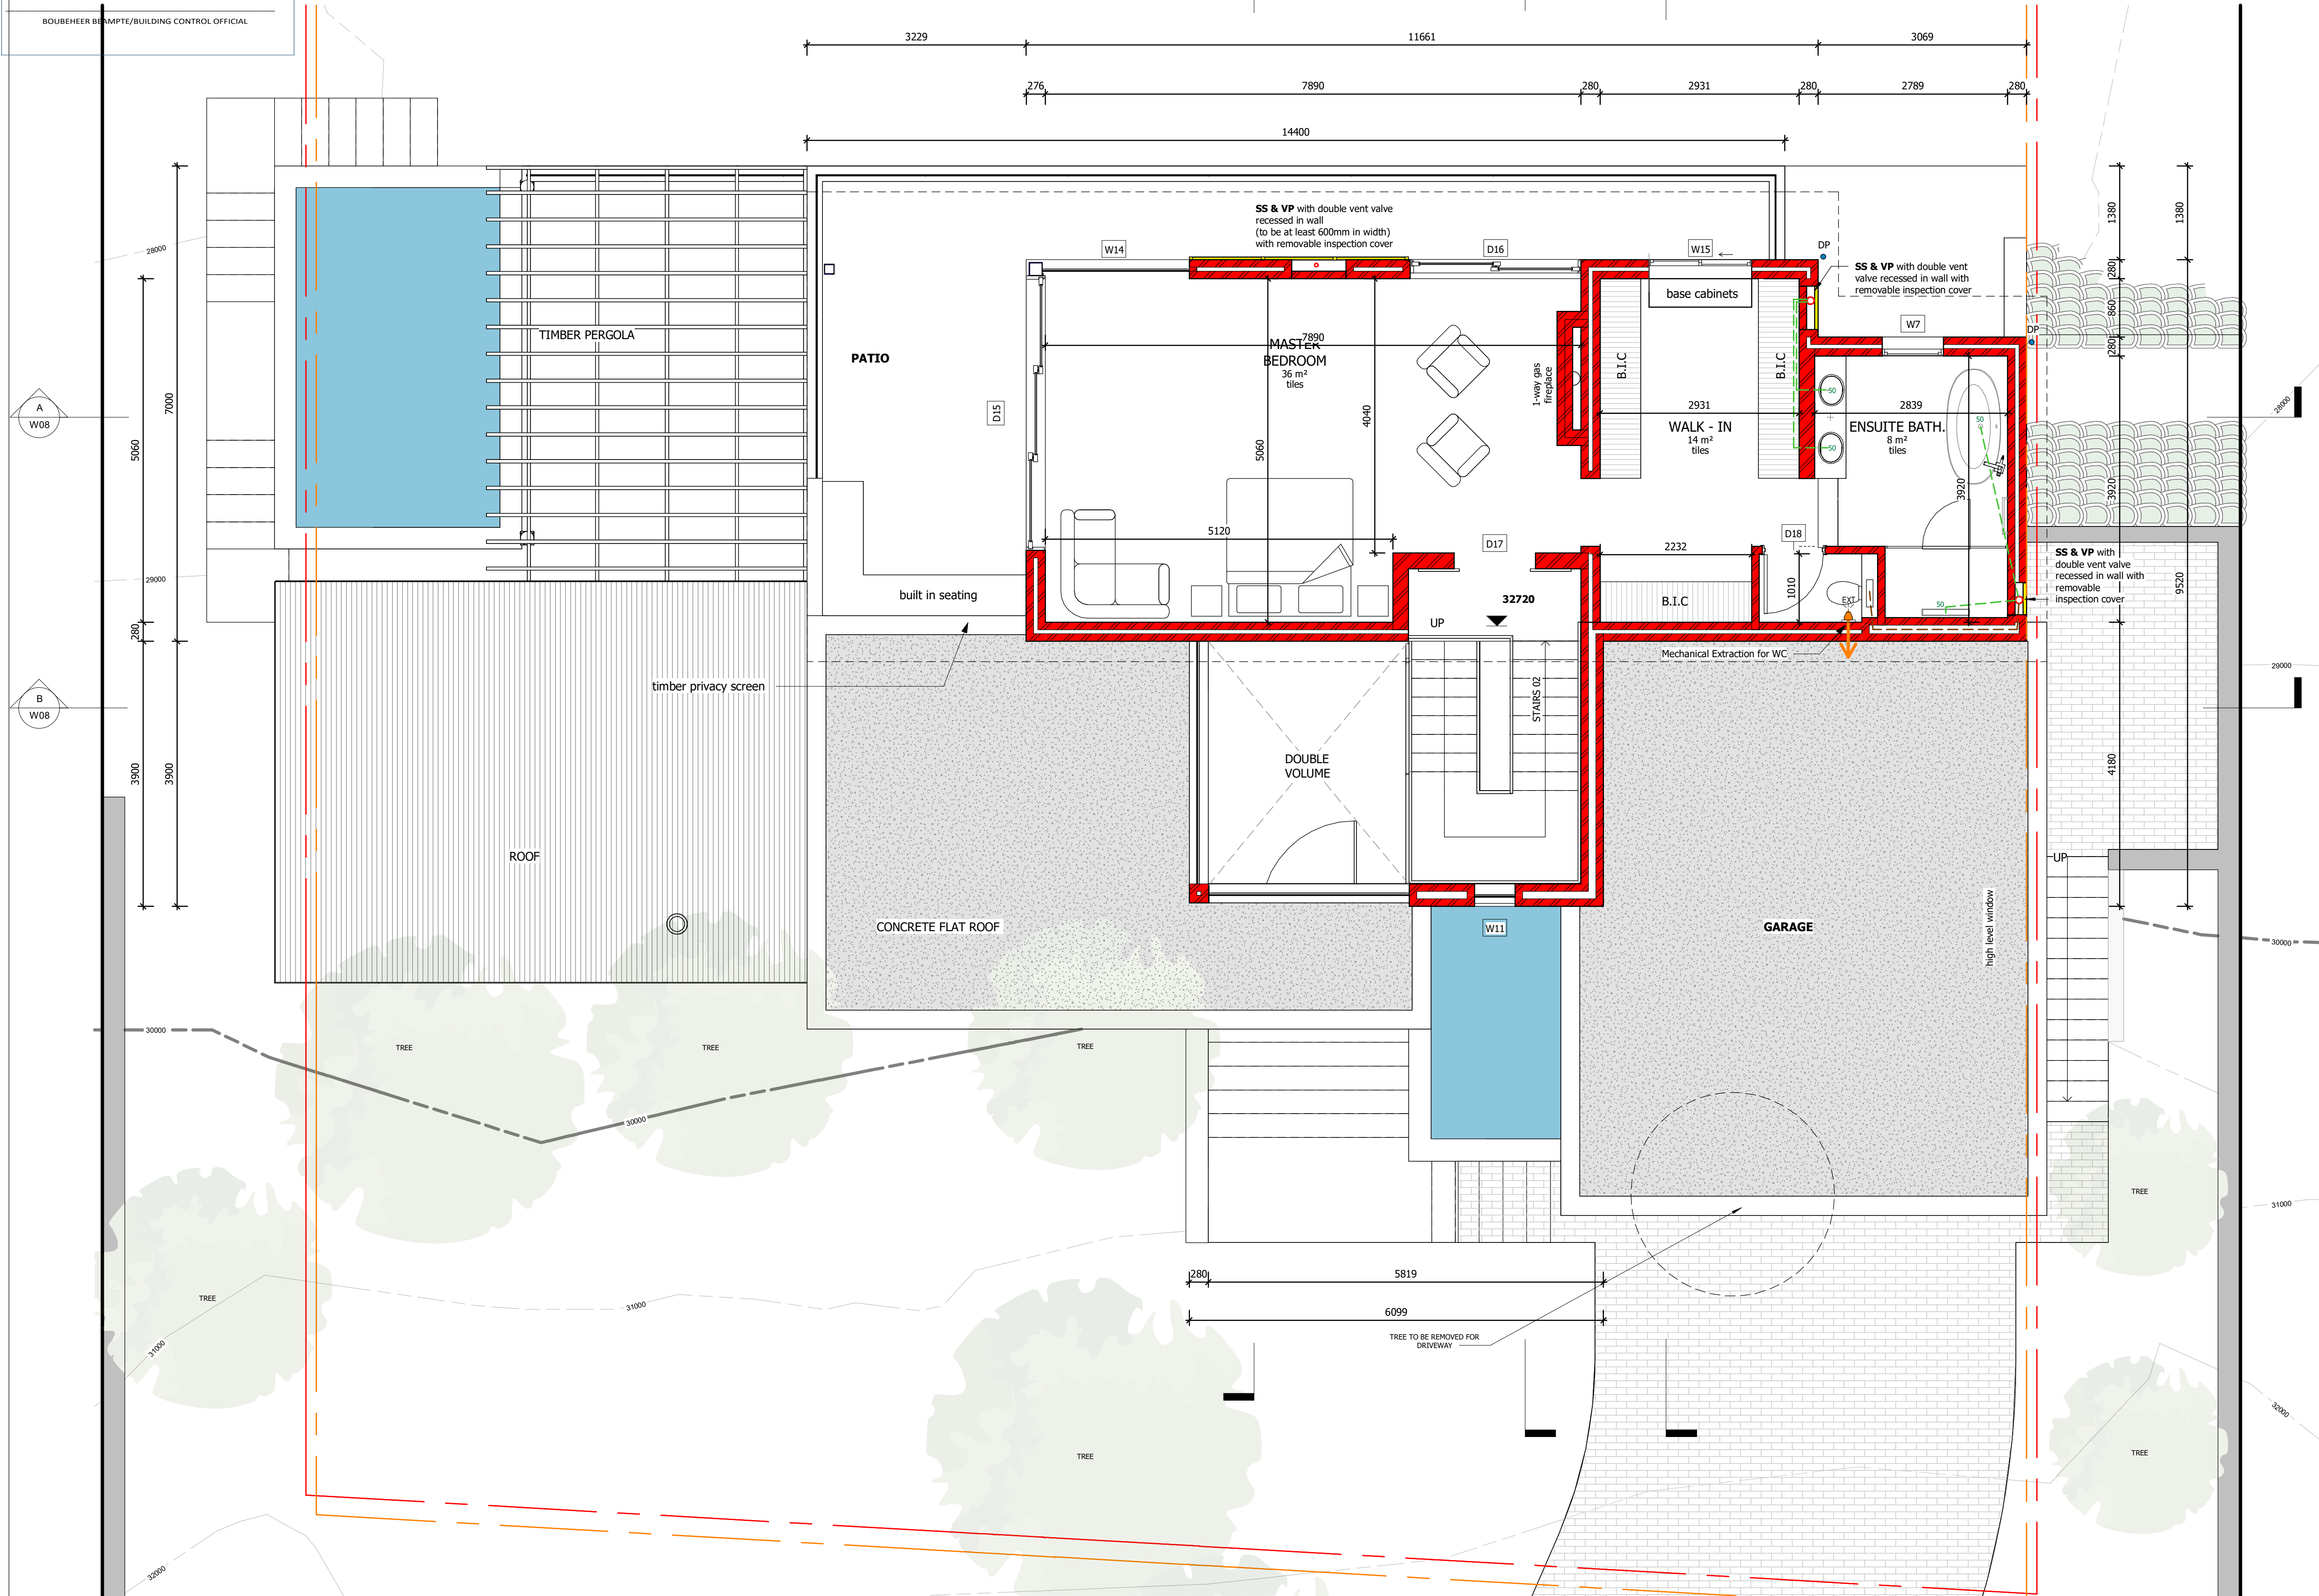 BOUBEHEER BEAMPTE/BUILDING CONTROL OFFICIAL
3229
11661
3069
276
7890
280
2931
280
2789
280
14400
SS & VP with double vent valve
recessed in wall
(to be at least 600mm in width)
with removable inspection cover
W14
D16
W15
DP
SS & VP with double vent
valve recessed in wall with
removable inspection cover
W7
DP
1380
1380
280
860
280
28000
TIMBER PERGOLA
PATIO
7890
MASTER
BEDROOM
36 m²
tiles
1-way gas
fireplace
base cabinets
B.I.C
B.I.C
50
50
50
A
W08
7000
5060
D15
4040
5060
2931
WALK - IN
14 m²
tiles
2839
ENSUITE BATH.
8 m²
tiles
3920
3920
28000
5120
D17
D18
2232
1010
SS & VP with
double vent valve
recessed in wall with
removable
inspection cover
9520
29000
built in seating
32720
B.I.C
EXT
50
280
UP
Mechanical Extraction for WC
29000
timber privacy screen
B
W08
STAIRS 02
3900
3900
DOUBLE
VOLUME
4180
ROOF
UP
CONCRETE FLAT ROOF
W11
GARAGE
high level window
30000
30000
TREE
TREE
TREE
30000
TREE
31000
TREE
31000
31000
280
5819
6099
TREE TO BE REMOVED FOR
DRIVEWAY
32000
TREE
TREE
32000